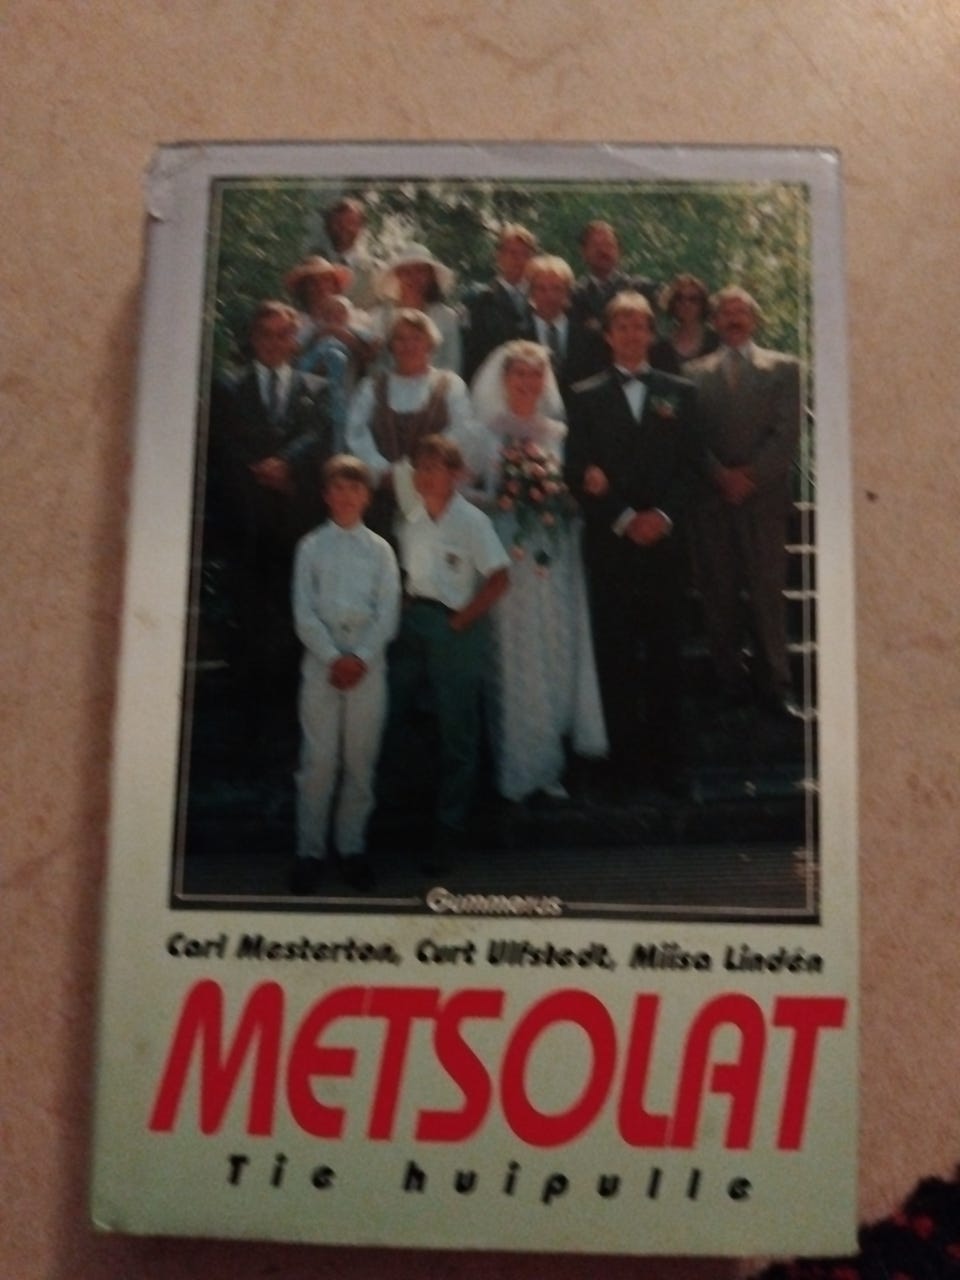 Gummerus
Carl Mesterton, Curt Ulfstedt, Miisa Lindén
METSOLAT
Tie huipulle